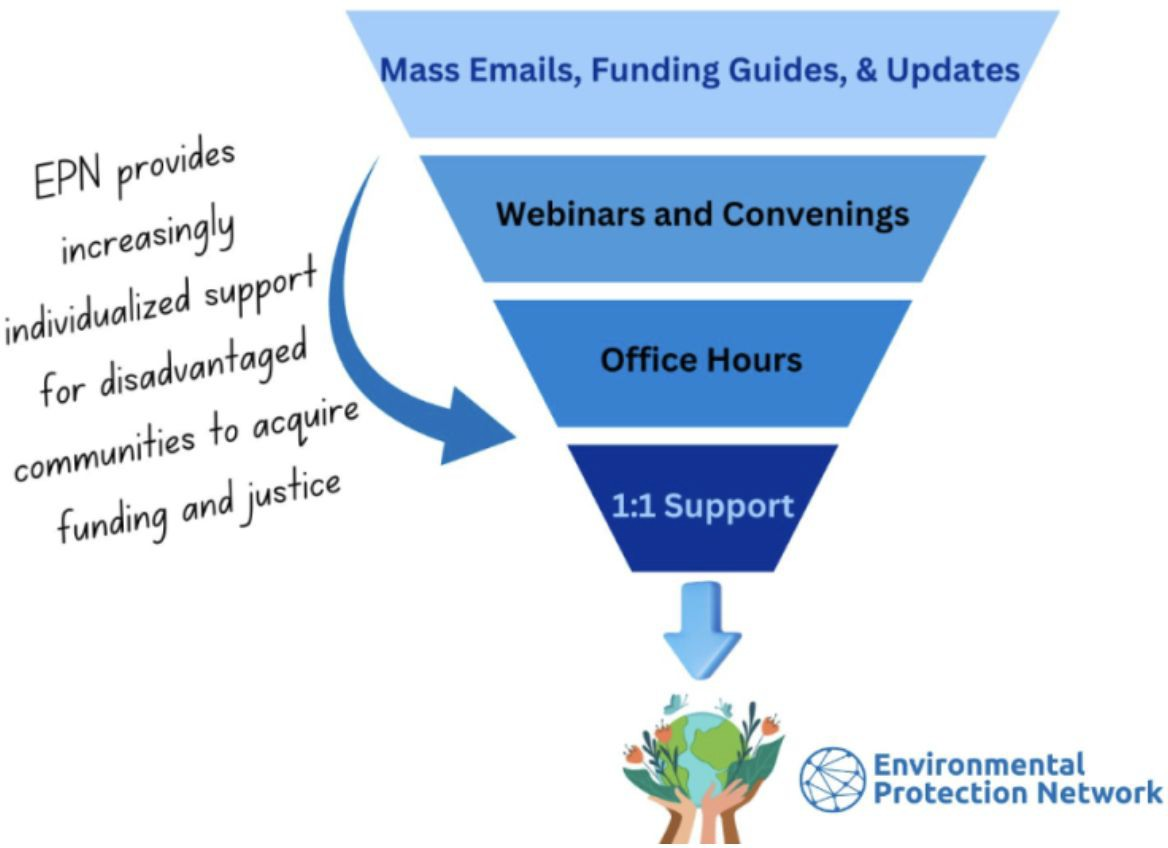 Mass Emails, Funding Guides, & Updates
EPN provides
increasingly
individualized support
for disadvantaged
communities to acquire
funding and justice
Webinars and Convenings
Office Hours
1:1 Support
Environmental
Protection Network